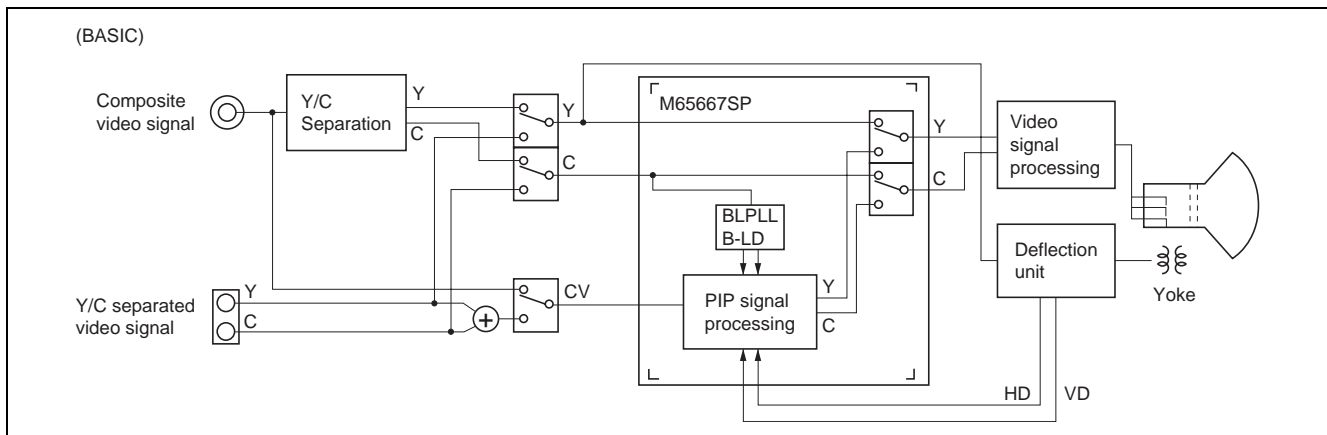 (BASIC)
Composite
video signal
Y/C
Separation
Y
C
Y
C
M65667SP
Y
C
Video
signal
processing
BLPLL
B-LD
Deflection
unit
Yoke
Y/C separated
video signal
Y
C
CV
PIP signal
processing
Y
C
HD
VD